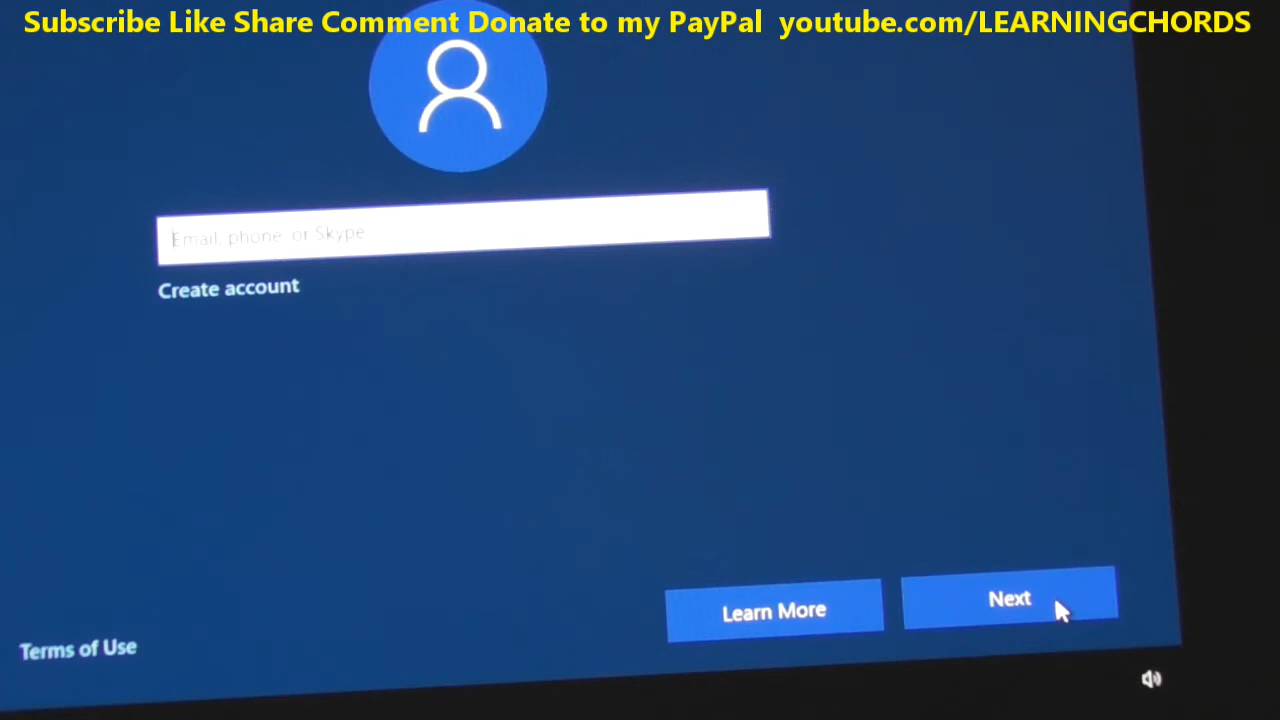 Subscribe Like Share Comment Donate to my PayPal youtube.com/LEARNINGCHORDS
Email, phone or Skype
Create account
Learn More
Next
Terms of Use